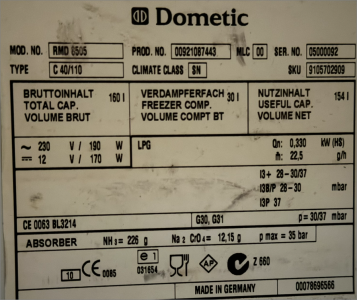 Dometic
MOD. NO. RMD 8505 PROD. NO. 00921087443 MLC 00 SER. NO. 05000092
TYPE C 40/110 CLIMATE CLASS SN SKU 9105702909
BRUTTOINHALT 160 l VERDAMPFERFACH 30 l NUTZINHALT 154 l
TOTAL CAP. FREEZER COMP. USEFUL CAP.
VOLUME BRUT VOLUME COMPT BT VOLUME NET
~ 230 V / 190 W LPG Qn: 0,330 kW (HS)
⎓ 12 V / 170 W ṁ: 22,5 g/h
I3+ 28-30/37
I3B/P 28-30 mbar
I3P 37
CE 0063 BL3214 G30, G31 p = 30/37 mbar
ABSORBER NH3 = 226 g Na2 CrO4 = 12,15 g p max = 35 bar
10 CE 0085 e1 031654 AP Z 660
MADE IN GERMANY 00078696566